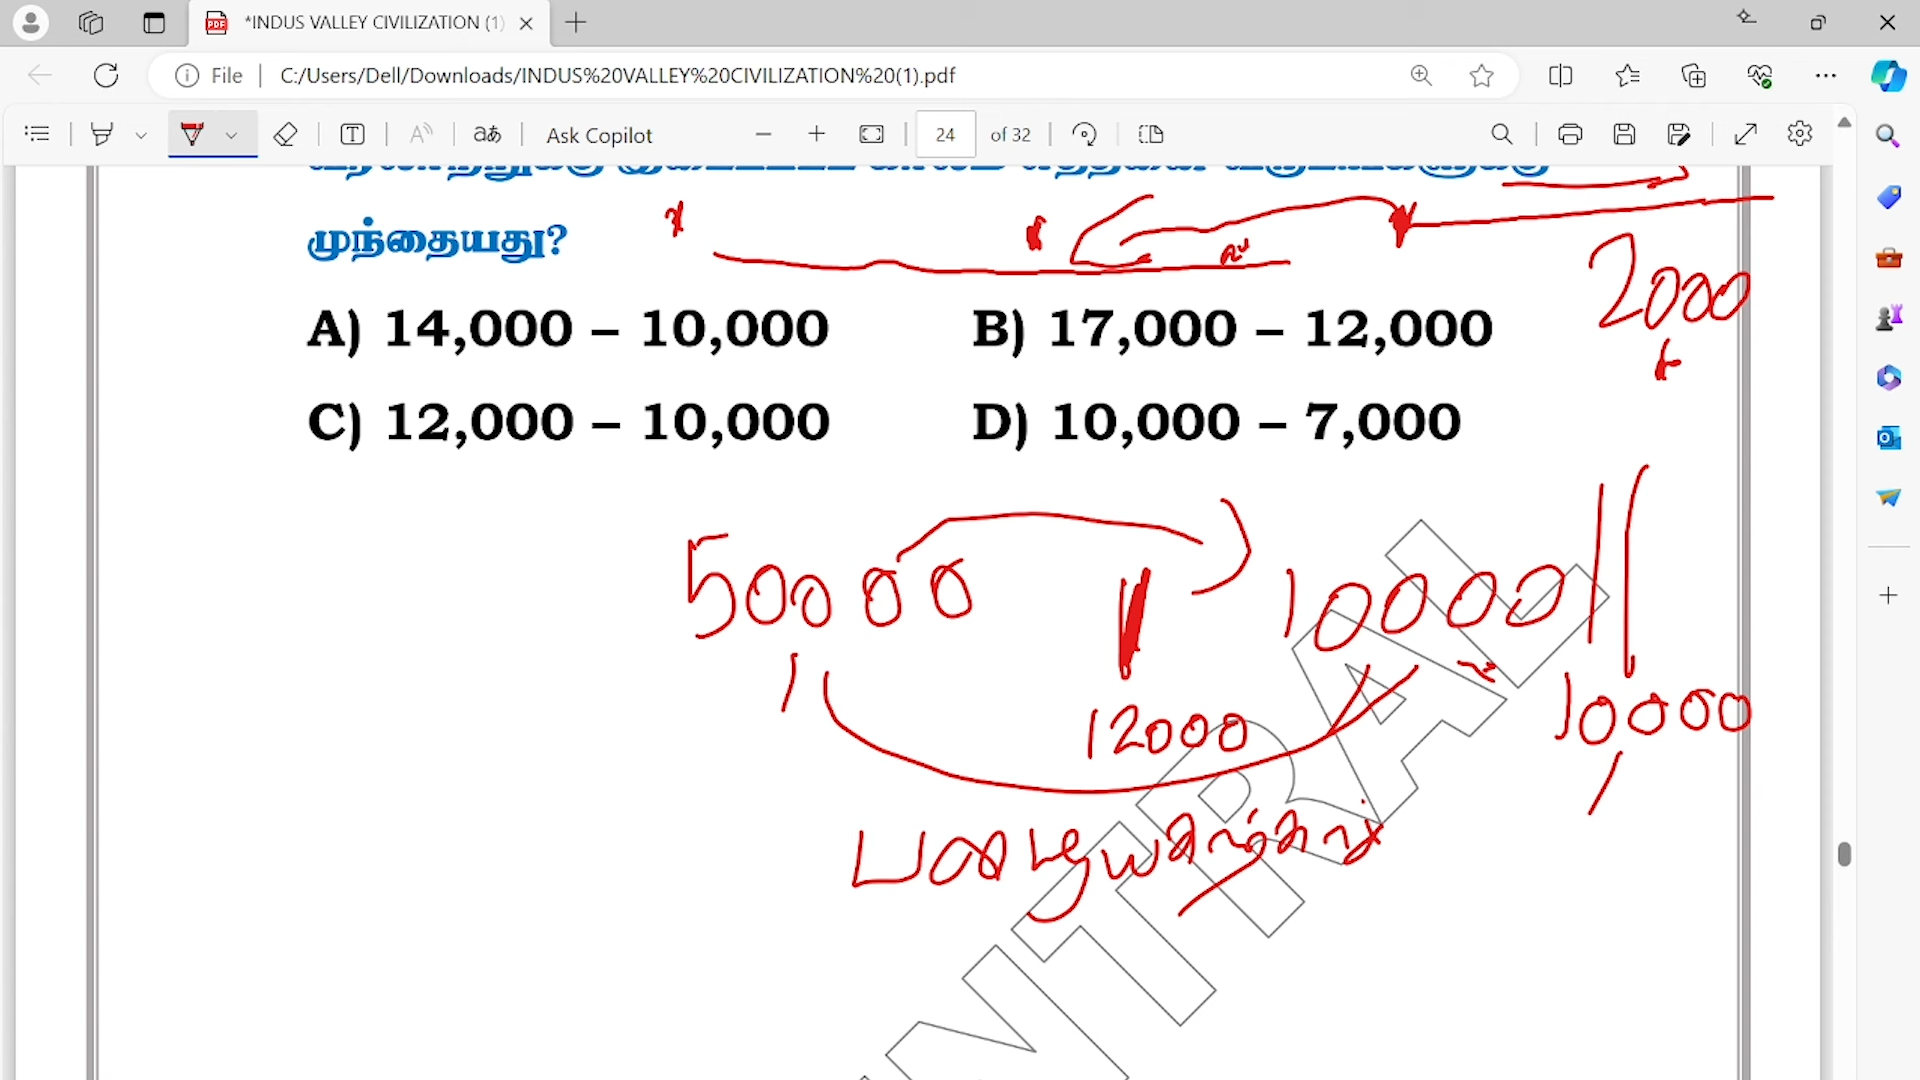 *INDUS VALLEY CIVILIZATION (1)
File C:/Users/Dell/Downloads/INDUS%20VALLEY%20CIVILIZATION%20(1).pdf
Ask Copilot 24 of 32
முந்தையது?
2000
A) 14,000 – 10,000 B) 17,000 – 12,000
C) 12,000 – 10,000 D) 10,000 – 7,000
50000 10000
12000 10000